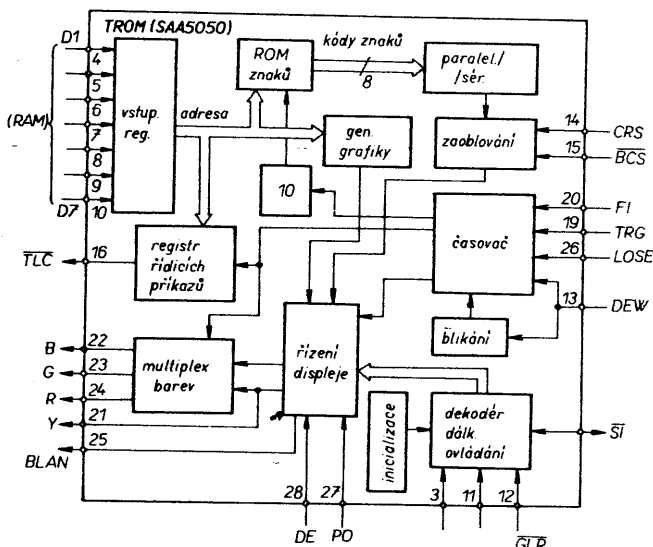 TROM (SAA5050)
D1
4
5
6
(RAM)
7
8
9
D7
10
vstup.
reg.
adresa
ROM
znaků
kódy znaků
8
paralel./
/sér.
gen.
grafiky
zaoblování
14
CRS
15
BCS
10
20
FI
19
TRG
26
LOSE
časovač
13
DEW
blikání
TLC
16
registr
řídicích
příkazů
B
22
G
23
R
24
Y
21
BLAN
25
multiplex
barev
řízení
displeje
inicializace
dekodér
dálk.
ovládání
SI
28
27
3
11
12
DE
PO
GLR